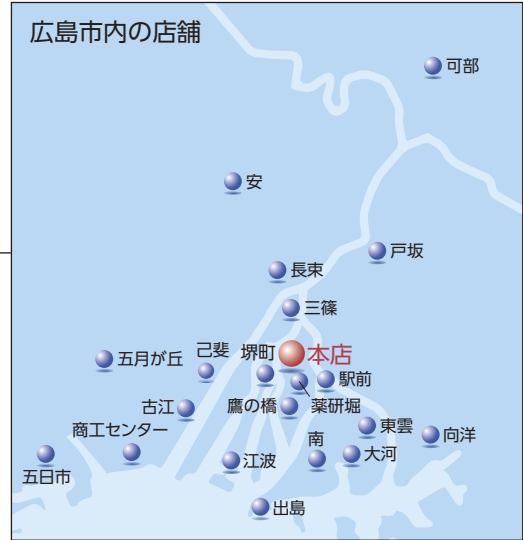 広島市内の店舗
可部
安
戸坂
長束
三篠
本店
堺町
己斐
五月が丘
駅前
薬研堀
鷹の橋
古江
東雲
向洋
商工センター
五日市
江波
南
大河
出島